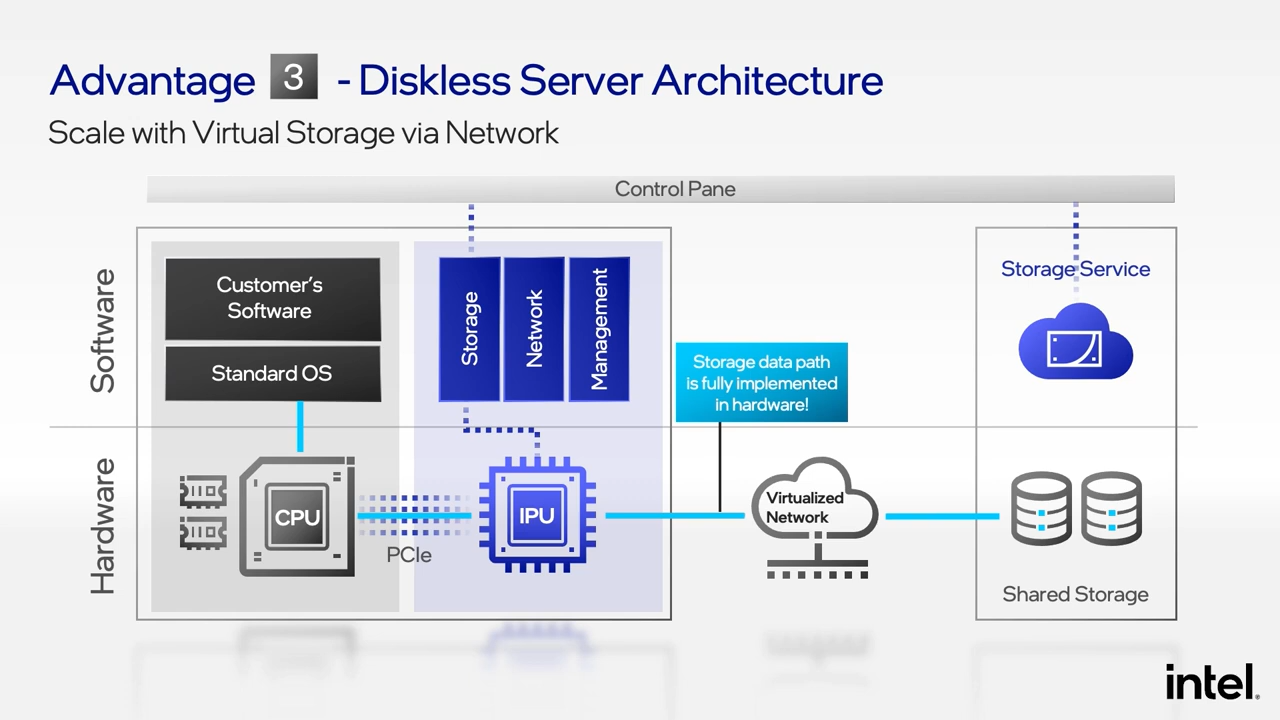 Advantage 3 - Diskless Server Architecture
Scale with Virtual Storage via Network
Control Pane
Software
Customer's
Software
Standard OS
Storage
Network
Management
Storage data path
is fully implemented
in hardware!
Storage Service
Hardware
CPU
PCIe
IPU
Virtualized
Network
Shared Storage
intel.